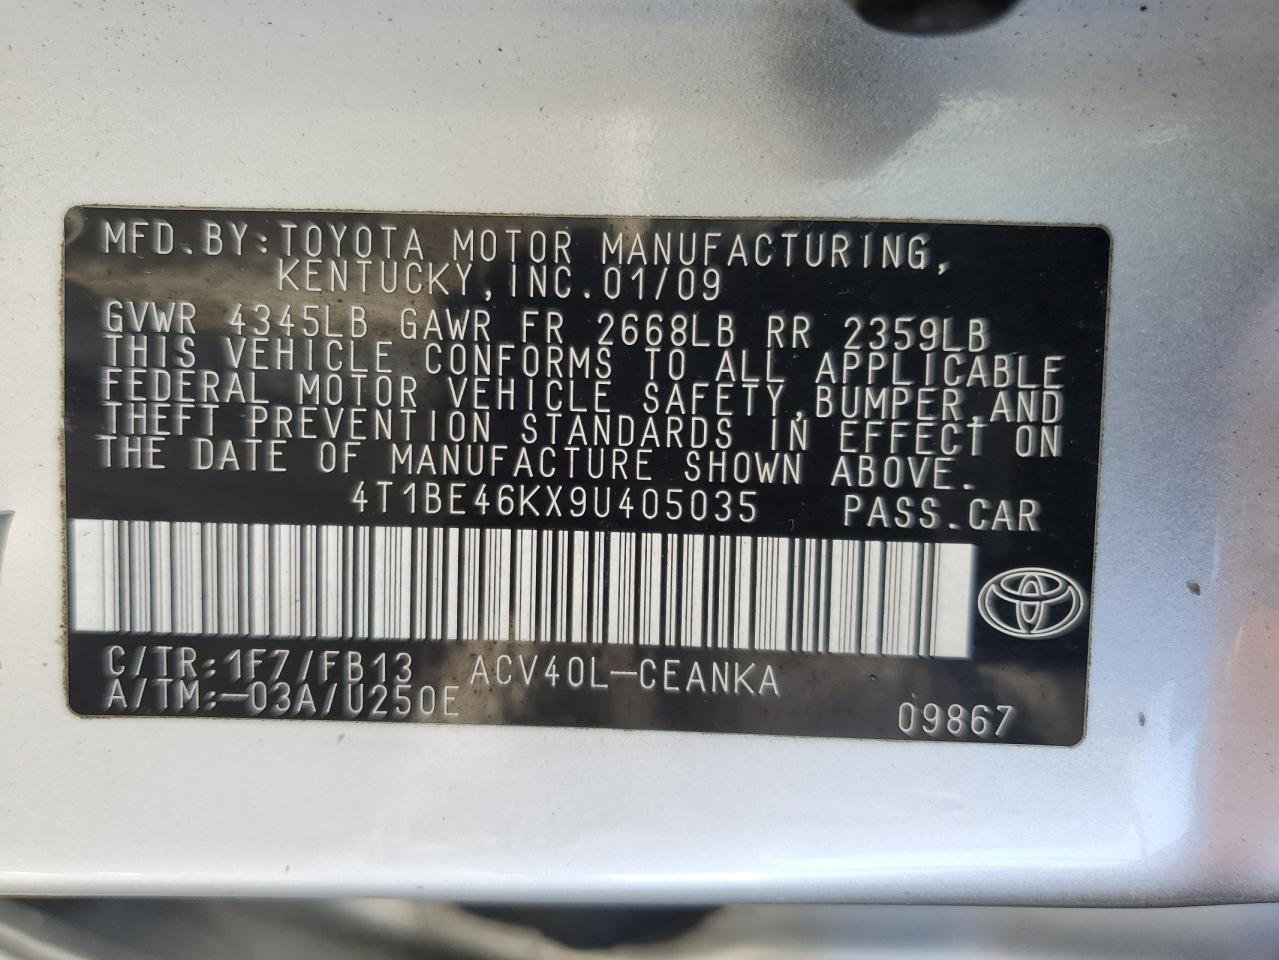 MFD.BY:TOYOTA MOTOR MANUFACTURING,
KENTUCKY,INC.01/09
GVWR 4345LB GAWR FR 2668LB RR 2359LB
THIS VEHICLE CONFORMS TO ALL APPLICABLE
FEDERAL MOTOR VEHICLE SAFETY,BUMPER,AND
THEFT PREVENTION STANDARDS IN EFFECT ON
THE DATE OF MANUFACTURE SHOWN ABOVE.
4T1BE46KX9U405035 PASS.CAR
C/TR:1F7/FB13 ACV40L-CEANKA
A/TM:-03A/U250E
09867